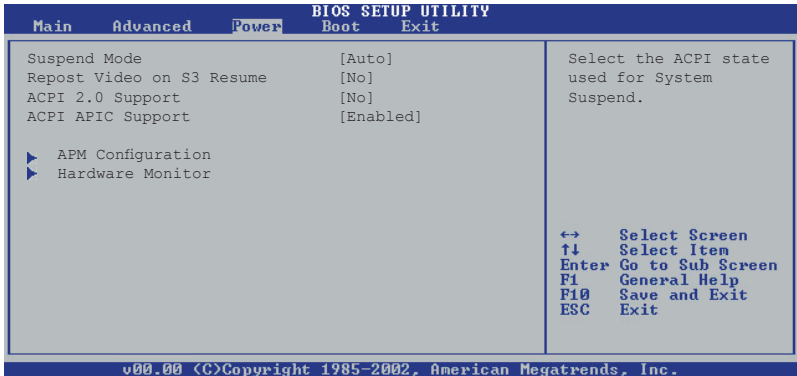 BIOS SETUP UTILITY
Main Advanced Power Boot Exit
Suspend Mode [Auto]
Repost Video on S3 Resume [No]
ACPI 2.0 Support [No]
ACPI APIC Support [Enabled]
APM Configuration
Hardware Monitor
Select the ACPI state
used for System
Suspend.
←→ Select Screen
↑↓ Select Item
Enter Go to Sub Screen
F1 General Help
F10 Save and Exit
ESC Exit
v00.00 (C)Copyright 1985-2002, American Megatrends, Inc.